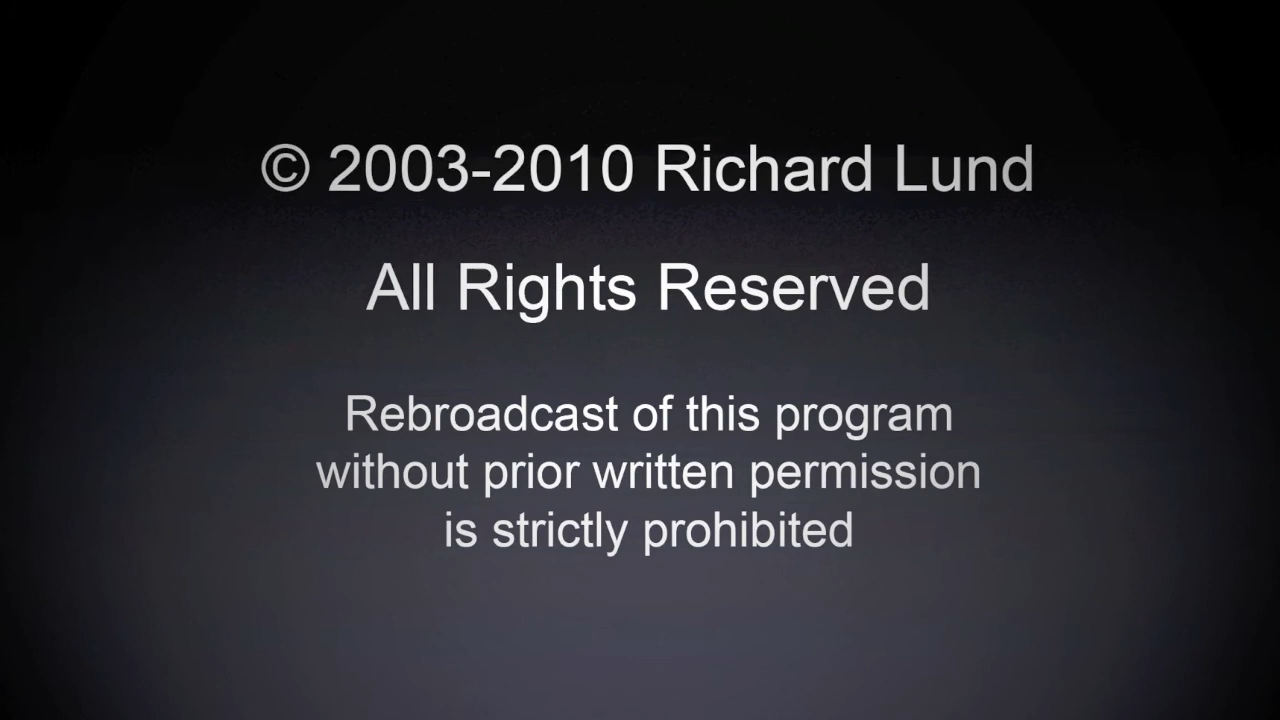 © 2003-2010 Richard Lund
All Rights Reserved
Rebroadcast of this program
without prior written permission
is strictly prohibited